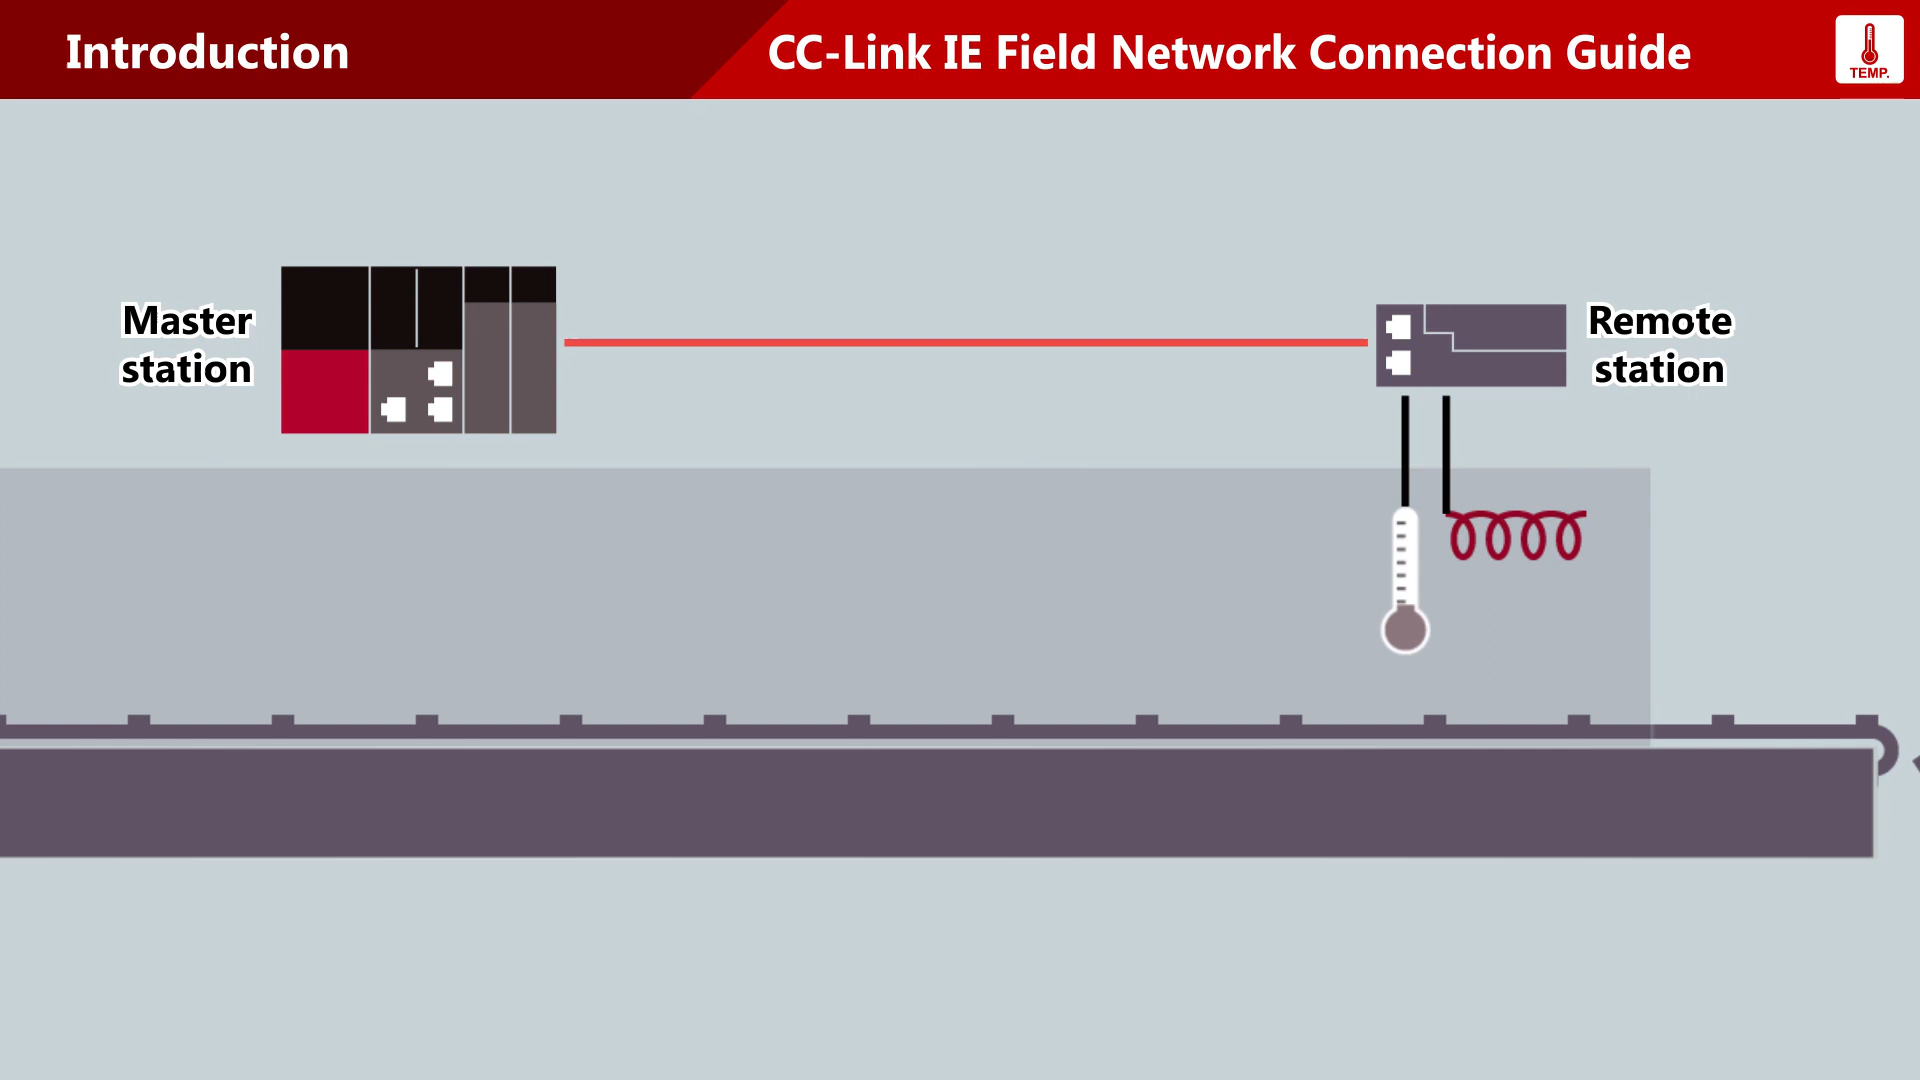 Introduction
CC-Link IE Field Network Connection Guide
TEMP.
Master
station
Remote
station